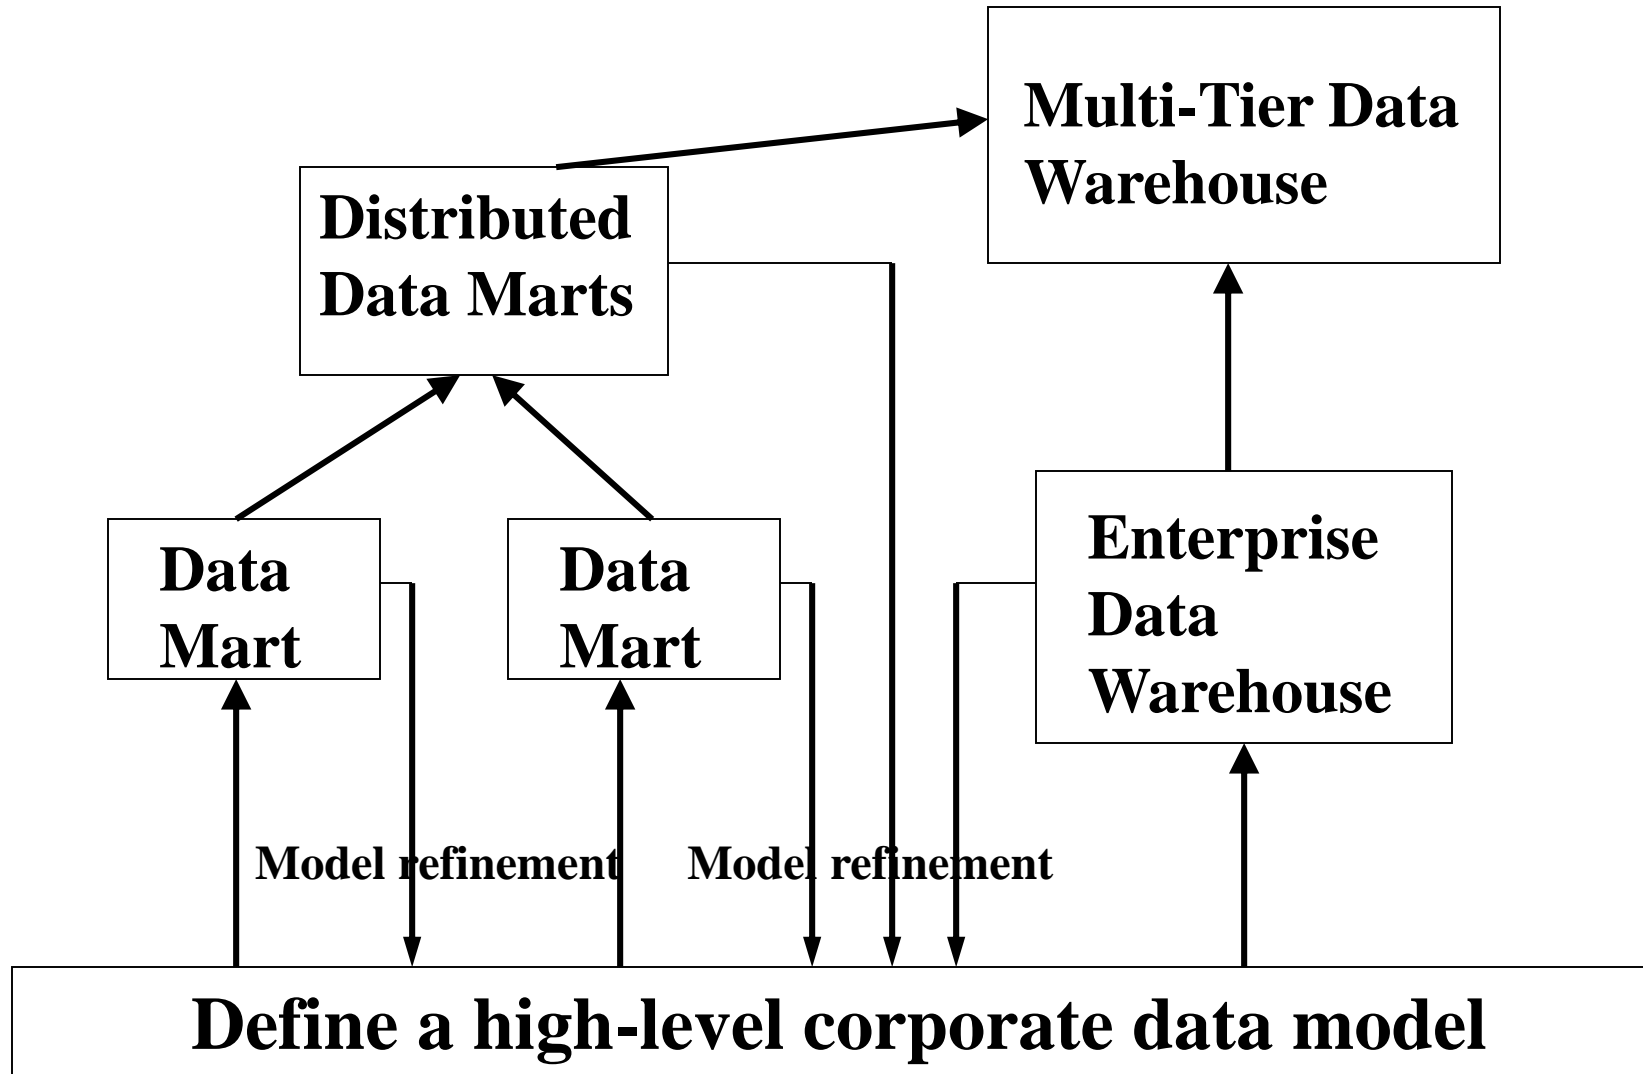 Multi-Tier Data
Warehouse
Distributed
Data Marts
Data
Mart
Data
Mart
Enterprise
Data
Warehouse
Model refinement
Model refinement
Define a high-level corporate data model